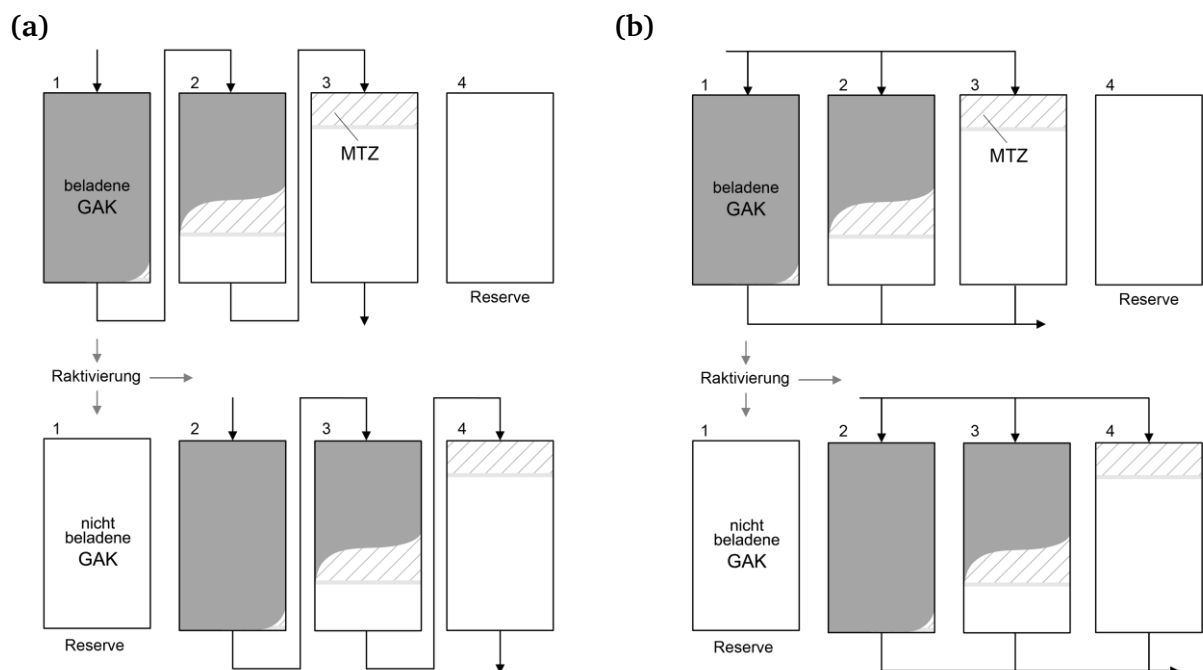 (a)
1
2
3
4
MTZ
beladene
GAK
Reserve
Raktivierung
1
2
3
4
nicht
beladene
GAK
Reserve
(b)
1
2
3
4
MTZ
beladene
GAK
Reserve
Raktivierung
1
2
3
4
nicht
beladene
GAK
Reserve